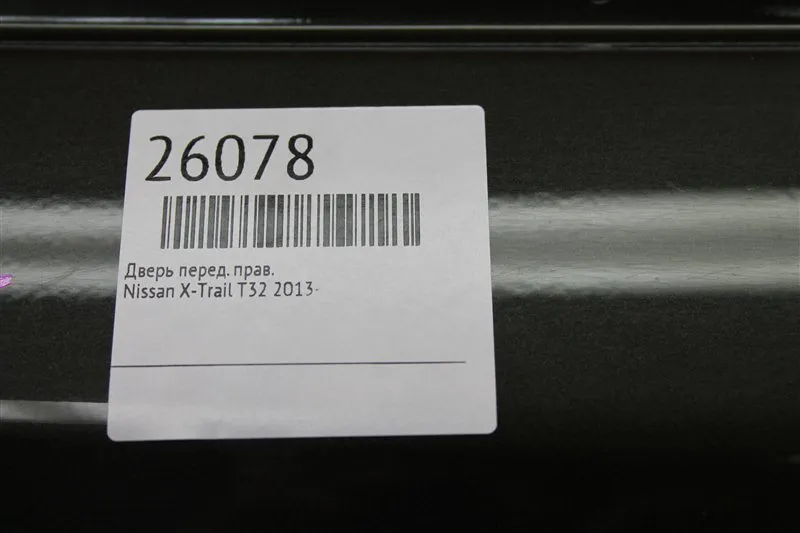 26078
Дверь перед. прав.
Nissan X-Trail T32 2013-